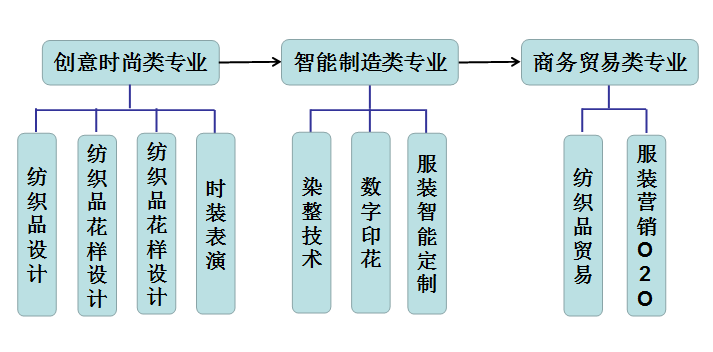 创意时尚类专业
智能制造类专业
商务贸易类专业
纺织品设计
纺织品花样设计
纺织品花样设计
时装表演
染整技术
数字印花
服装智能定制
纺织品贸易
服装营销O2O